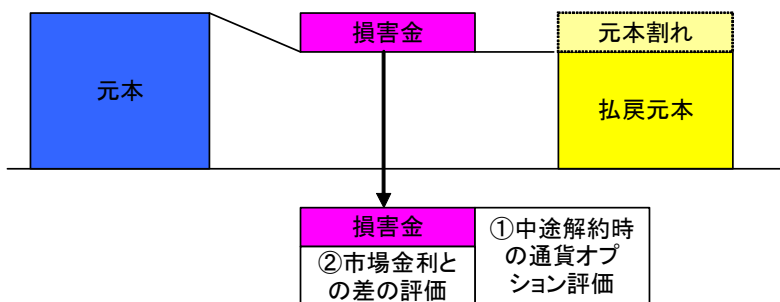 元本
損害金
元本割れ
払戻元本
損害金
②市場金利と
の差の評価
①中途解約時
の通貨オプ
ション評価